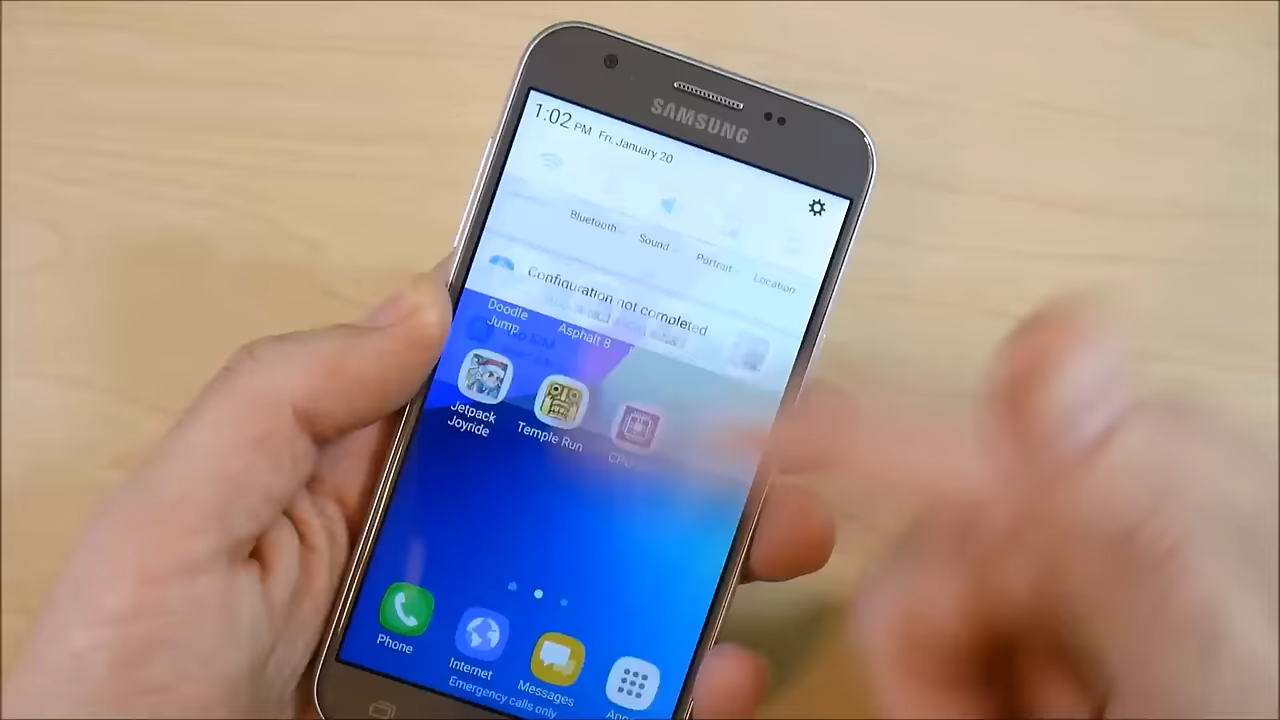 SAMSUNG
1:02 PM Fri, January 20
Bluetooth
Sound
Portrait
Location
Configuration not completed
Doodle
Jump
Asphalt 8
Jetpack
Joyride
Temple Run
CPU
Phone
Internet
Messages
Emergency calls only